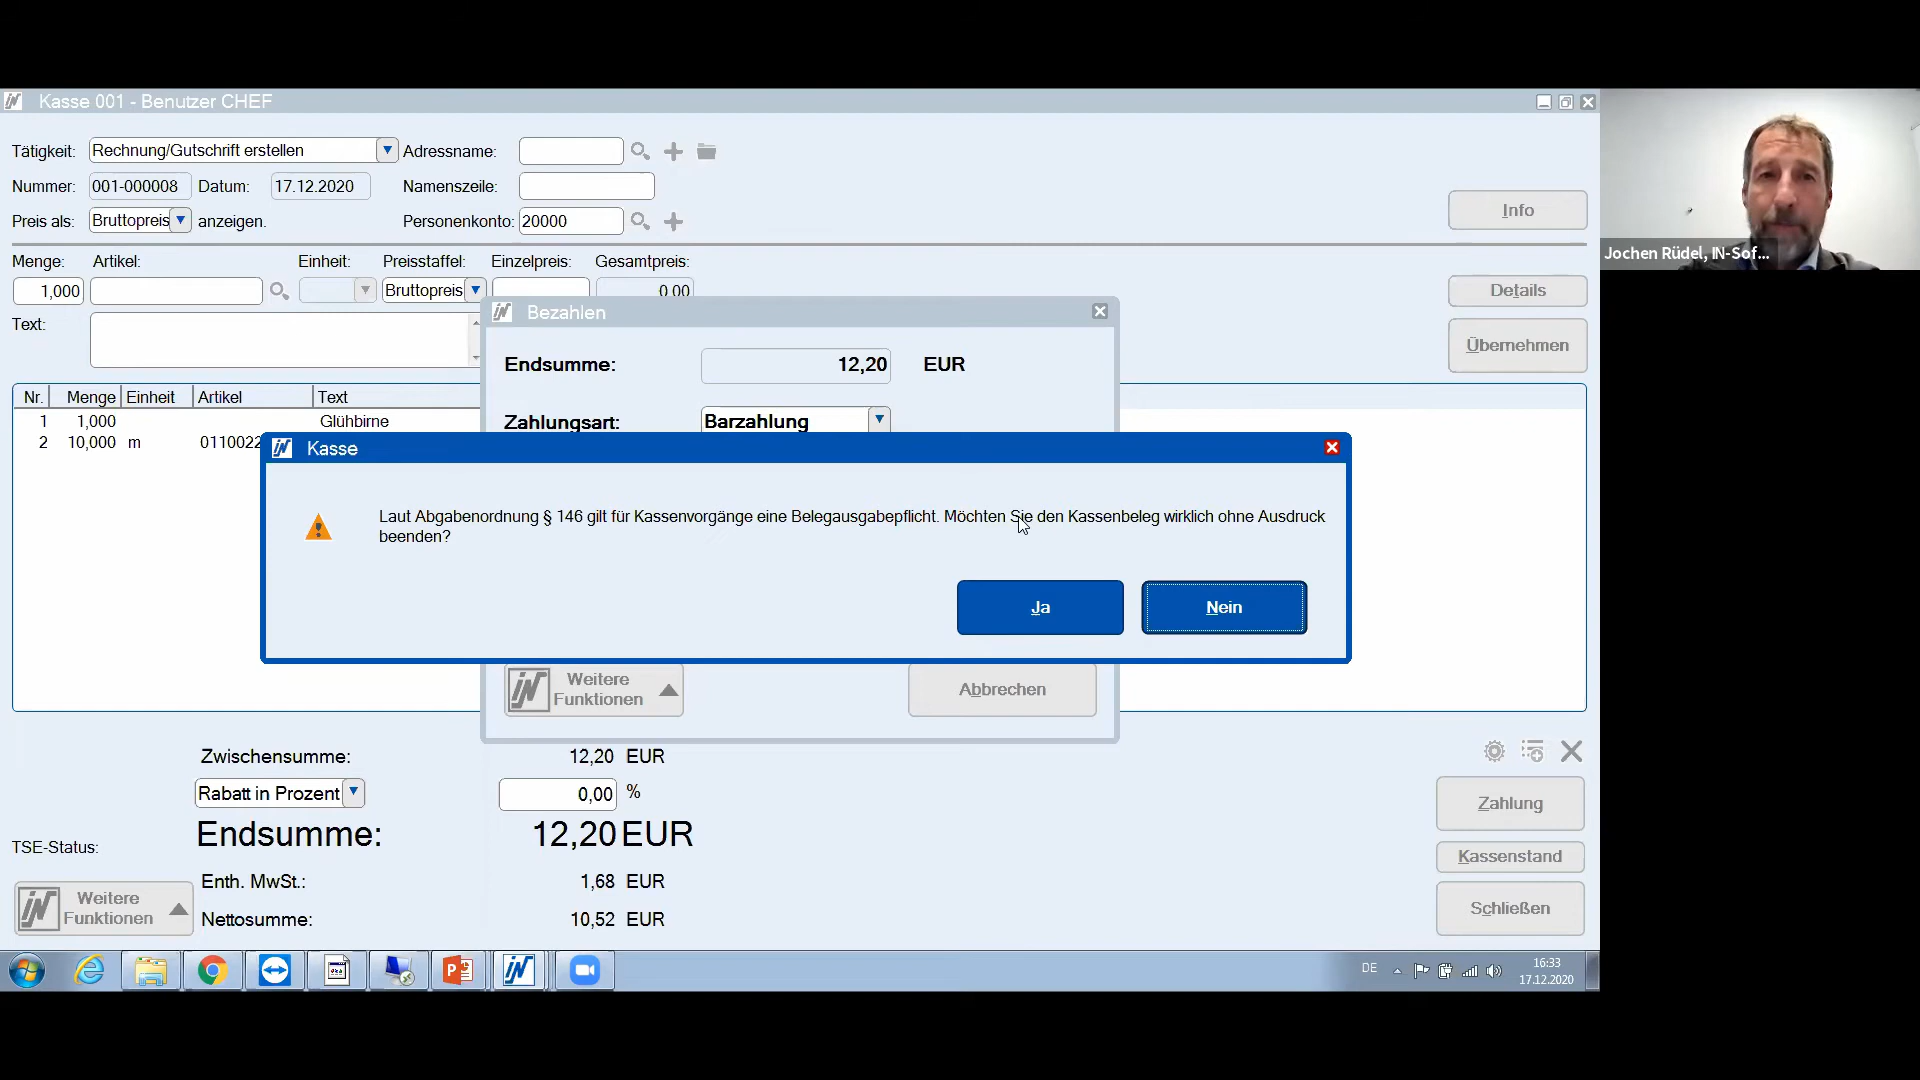 Kasse 001 - Benutzer CHEF
Tätigkeit: Rechnung/Gutschrift erstellen Adressname:
Nummer: 001-000008 Datum: 17.12.2020 Namenszeile:
Preis als: Bruttopreis anzeigen. Personenkonto: 20000
Info
Menge: Artikel: Einheit: Preisstaffel: Einzelpreis: Gesamtpreis:
1,000 Bruttopreis 0,00
Details
Text:
Übernehmen
Bezahlen
Endsumme: 12,20 EUR
Zahlungsart: Barzahlung
Nr. Menge Einheit Artikel Text
1 1,000 Glühbirne
2 10,000 m 0110022
Kasse
Laut Abgabenordnung § 146 gilt für Kassenvorgänge eine Belegausgabepflicht. Möchten Sie den Kassenbeleg wirklich ohne Ausdruck
beenden?
Ja Nein
Weitere
Funktionen
Abbrechen
Zwischensumme: 12,20 EUR
Rabatt in Prozent 0,00 %
Endsumme: 12,20 EUR
TSE-Status:
Enth. MwSt.: 1,68 EUR
Nettosumme: 10,52 EUR
Weitere
Funktionen
Zahlung
Kassenstand
Schließen
DE
16:33
17.12.2020
Jochen Rüdel, IN-Sof...